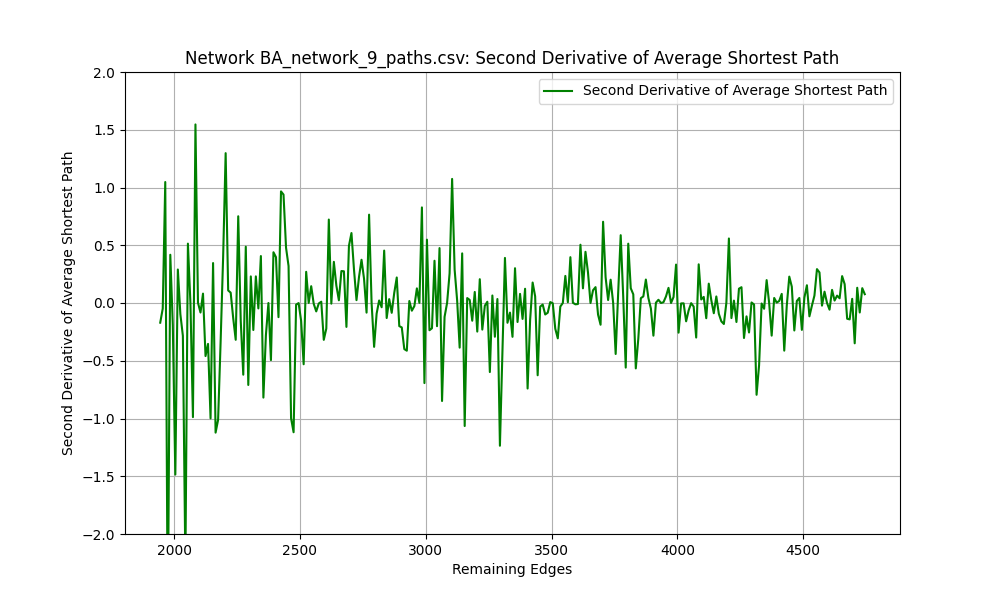 Network BA_network_9_paths.csv: Second Derivative of Average Shortest Path
Second Derivative of Average Shortest Path
Second Derivative of Average Shortest Path
2.0
1.5
1.0
0.5
0.0
−0.5
−1.0
−1.5
−2.0
2000 2500 3000 3500 4000 4500
Remaining Edges